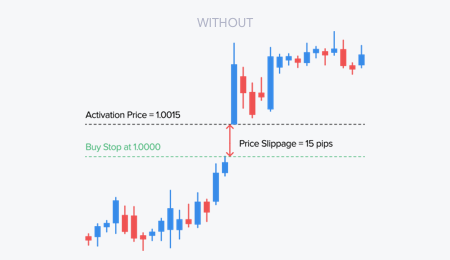 WITHOUT
Activation Price = 1.0015
Buy Stop at 1.0000
Price Slippage = 15 pips